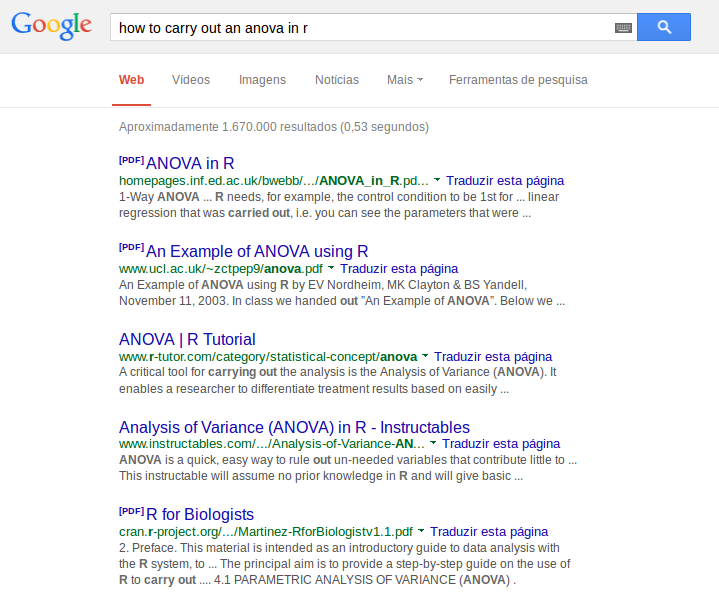 Google
how to carry out an anova in r
Web Vídeos Imagens Notícias Mais Ferramentas de pesquisa
Aproximadamente 1.670.000 resultados (0,53 segundos)
[PDF] ANOVA in R
homepages.inf.ed.ac.uk/bwebb/.../ANOVA_in_R.pd... Traduzir esta página
1-Way ANOVA ... R needs, for example, the control condition to be 1st for ... linear
regression that was carried out, i.e. you can see the parameters that were ...
[PDF] An Example of ANOVA using R
www.ucl.ac.uk/~zctpep9/anova.pdf Traduzir esta página
An Example of ANOVA using R by EV Nordheim, MK Clayton & BS Yandell,
November 11, 2003. In class we handed out "An Example of ANOVA". Below we ...
ANOVA | R Tutorial
www.r-tutor.com/category/statistical-concept/anova Traduzir esta página
A critical tool for carrying out the analysis is the Analysis of Variance (ANOVA). It
enables a researcher to differentiate treatment results based on easily ...
Analysis of Variance (ANOVA) in R - Instructables
www.instructables.com/.../Analysis-of-Variance-AN... Traduzir esta página
ANOVA is a quick, easy way to rule out un-needed variables that contribute little to ...
This instructable will assume no prior knowledge in R and will give basic ...
[PDF] R for Biologists
cran.r-project.org/.../Martinez-RforBiologistv1.1.pdf Traduzir esta página
2. Preface. This material is intended as an introductory guide to data analysis with
the R system, to ... The principal aim is to provide a step-by-step guide on the use of
R to carry out .... 4.1 PARAMETRIC ANALYSIS OF VARIANCE (ANOVA) .